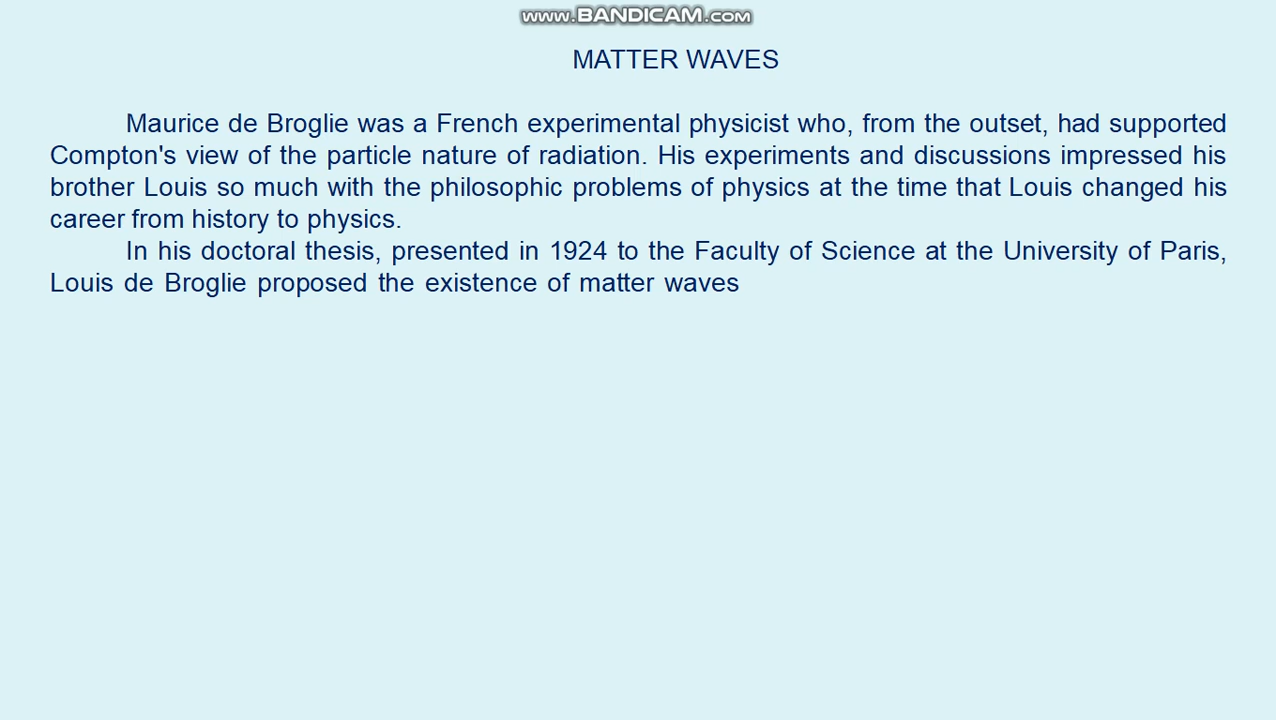 www.BANDICAM.com
MATTER WAVES
Maurice de Broglie was a French experimental physicist who, from the outset, had supported
Compton's view of the particle nature of radiation. His experiments and discussions impressed his
brother Louis so much with the philosophic problems of physics at the time that Louis changed his
career from history to physics.
In his doctoral thesis, presented in 1924 to the Faculty of Science at the University of Paris,
Louis de Broglie proposed the existence of matter waves